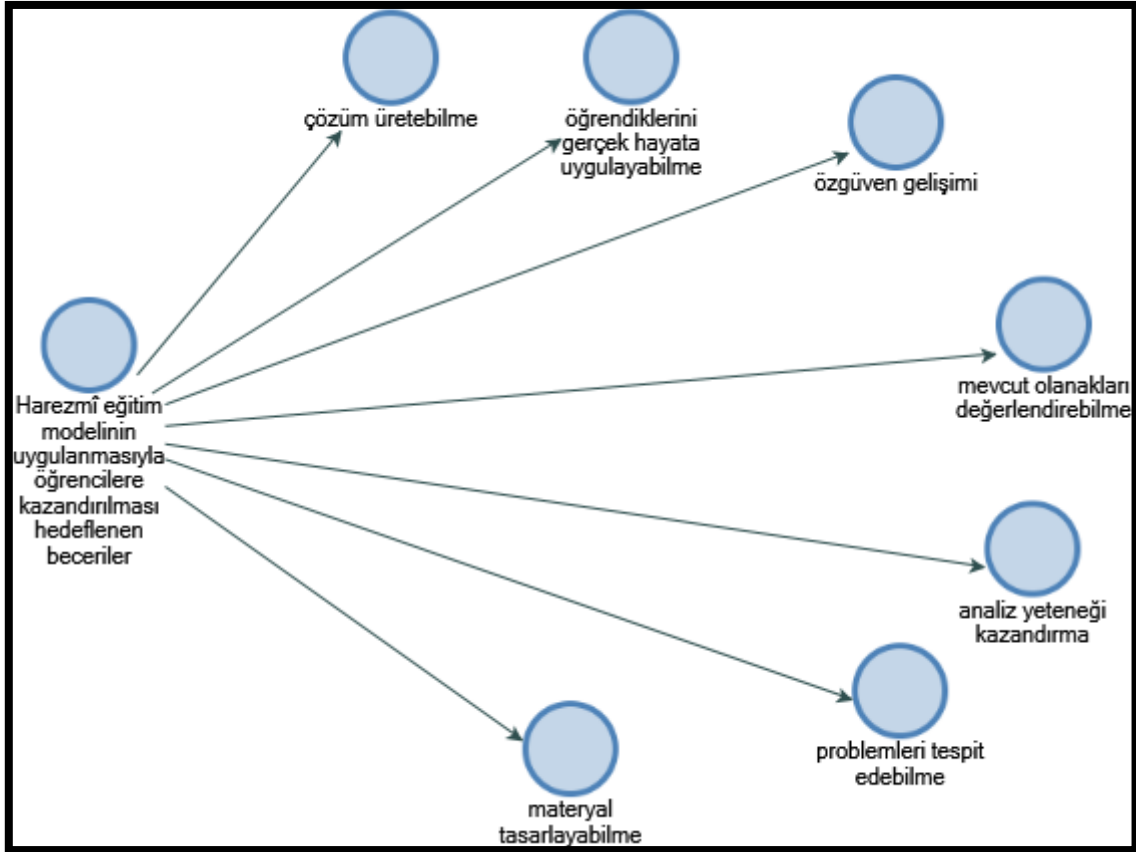 çözüm üretebilme
öğrendiklerini
gerçek hayata
uygulayabilme
özgüven gelişimi
mevcut olanakları
değerlendirebilme
Harezmî eğitim
modelinin
uygulanmasıyla
öğrencilere
kazandırılması
hedeflenen
beceriler
analiz yeteneği
kazandırma
problemleri tespit
edebilme
materyal
tasarlayabilme